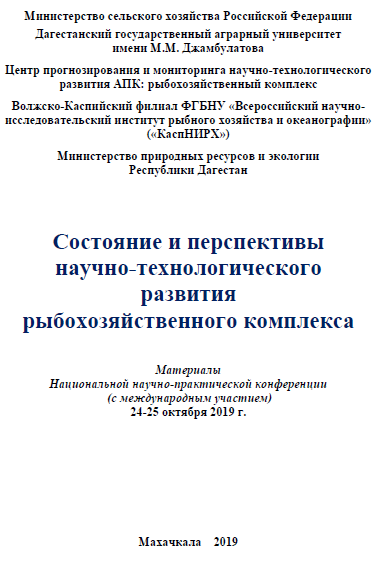 Министерство сельского хозяйства Российской Федерации
Дагестанский государственный аграрный университет
имени М.М. Джамбулатова
Центр прогнозирования и мониторинга научно-технологического
развития АПК: рыбохозяйственный комплекс
Волжско-Каспийский филиал ФГБНУ «Всероссийский научно-
исследовательский институт рыбного хозяйства и океанографии»
(«КаспНИРХ»)
Министерство природных ресурсов и экологии
Республики Дагестан
Состояние и перспективы
научно-технологического
развития
рыбохозяйственного комплекса
Материалы
Национальной научно-практической конференции
(с международным участием)
24-25 октября 2019 г.
Махачкала 2019